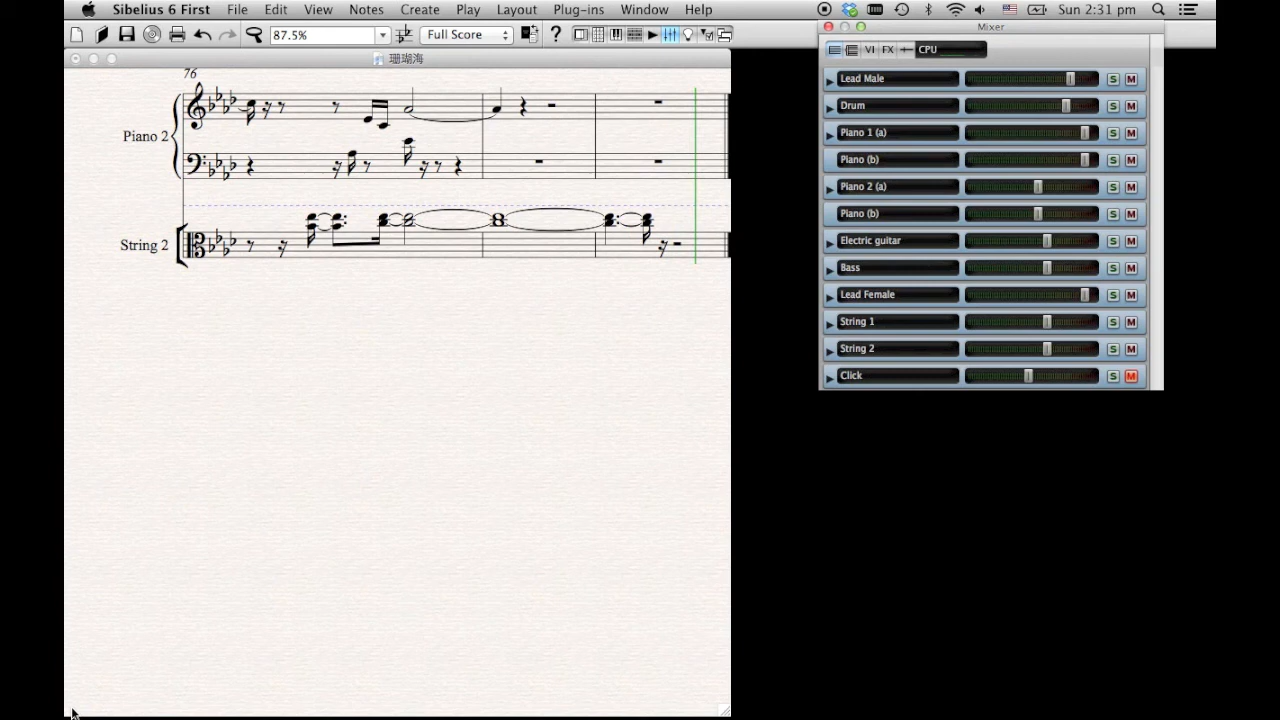 Sibelius 6 First File Edit View Notes Create Play Layout Plug-ins Window Help Sun 2:31 pm
87.5% Full Score ?
珊瑚海
Mixer
VI FX CPU
Lead Male S M
Drum S M
Piano 1 (a) S M
Piano (b) S M
Piano 2 (a) S M
Piano (b) S M
Electric guitar S M
Bass S M
Lead Female S M
String 1 S M
String 2 S M
Click S M
76
Piano 2
String 2